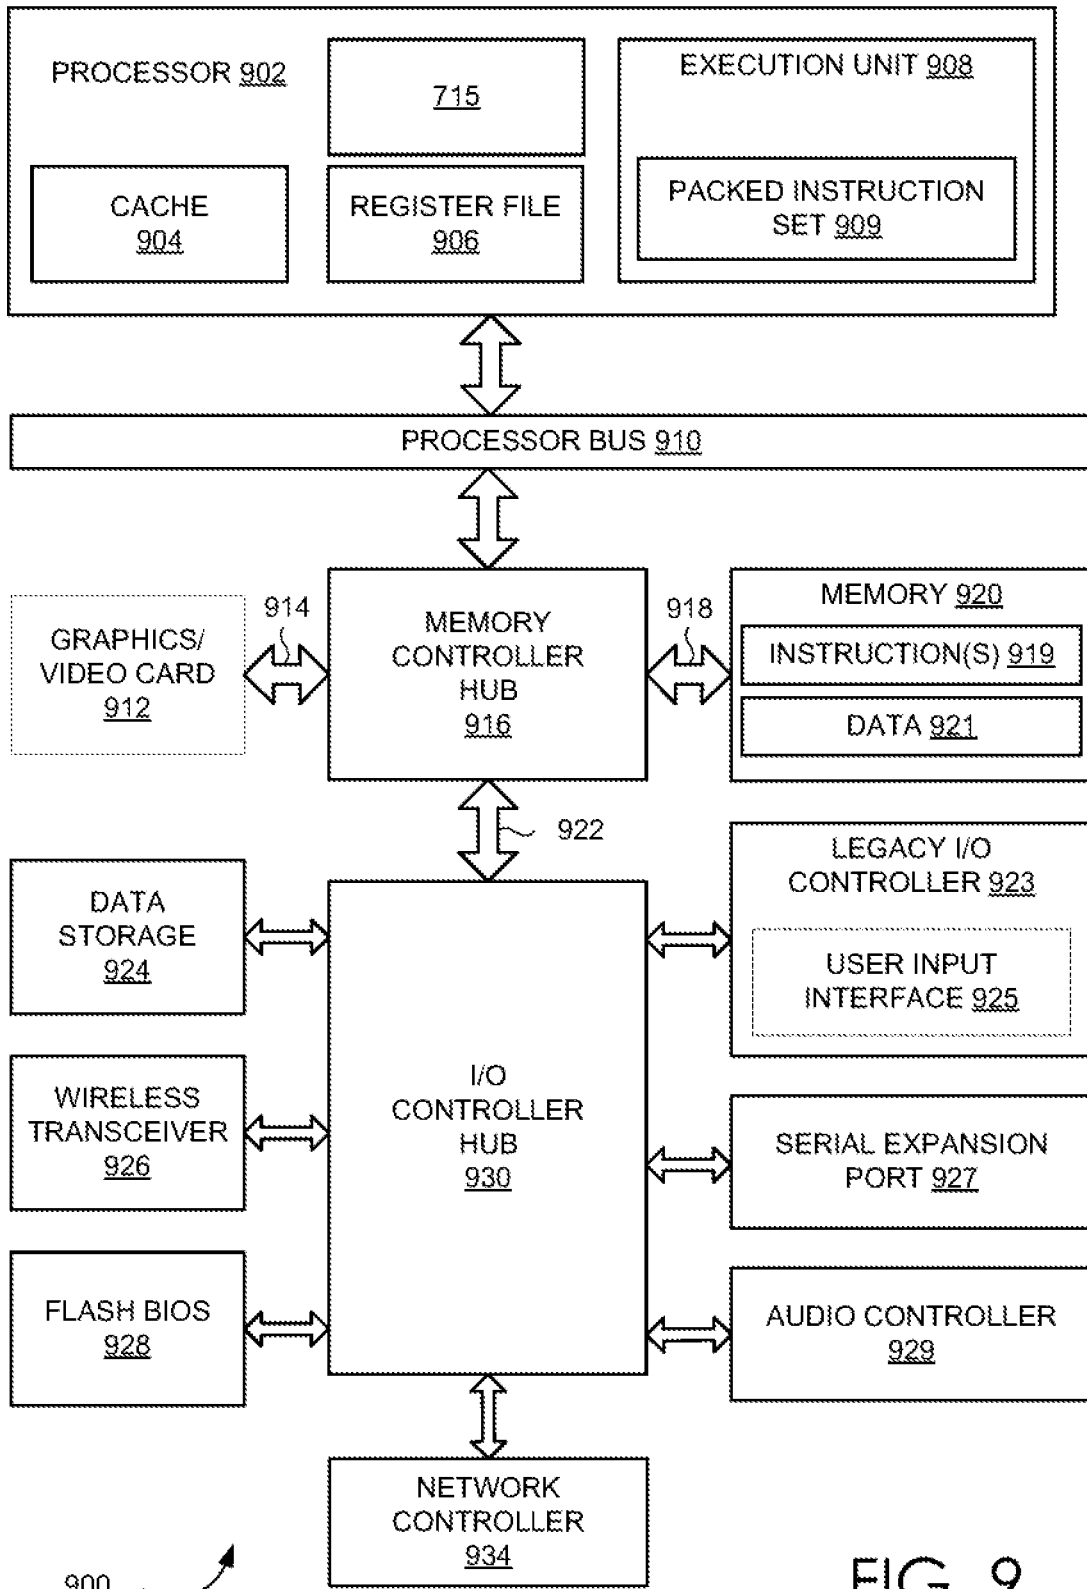 PROCESSOR 902
715
EXECUTION UNIT 908
PACKED INSTRUCTION
SET 909
CACHE
904
REGISTER FILE
906
PROCESSOR BUS 910
GRAPHICS/
VIDEO CARD
912
914
MEMORY
CONTROLLER
HUB
916
918
MEMORY 920
INSTRUCTION(S) 919
DATA 921
922
DATA
STORAGE
924
LEGACY I/O
CONTROLLER 923
USER INPUT
INTERFACE 925
WIRELESS
TRANSCEIVER
926
I/O
CONTROLLER
HUB
930
SERIAL EXPANSION
PORT 927
FLASH BIOS
928
AUDIO CONTROLLER
929
NETWORK
CONTROLLER
934
900
FIG. 9